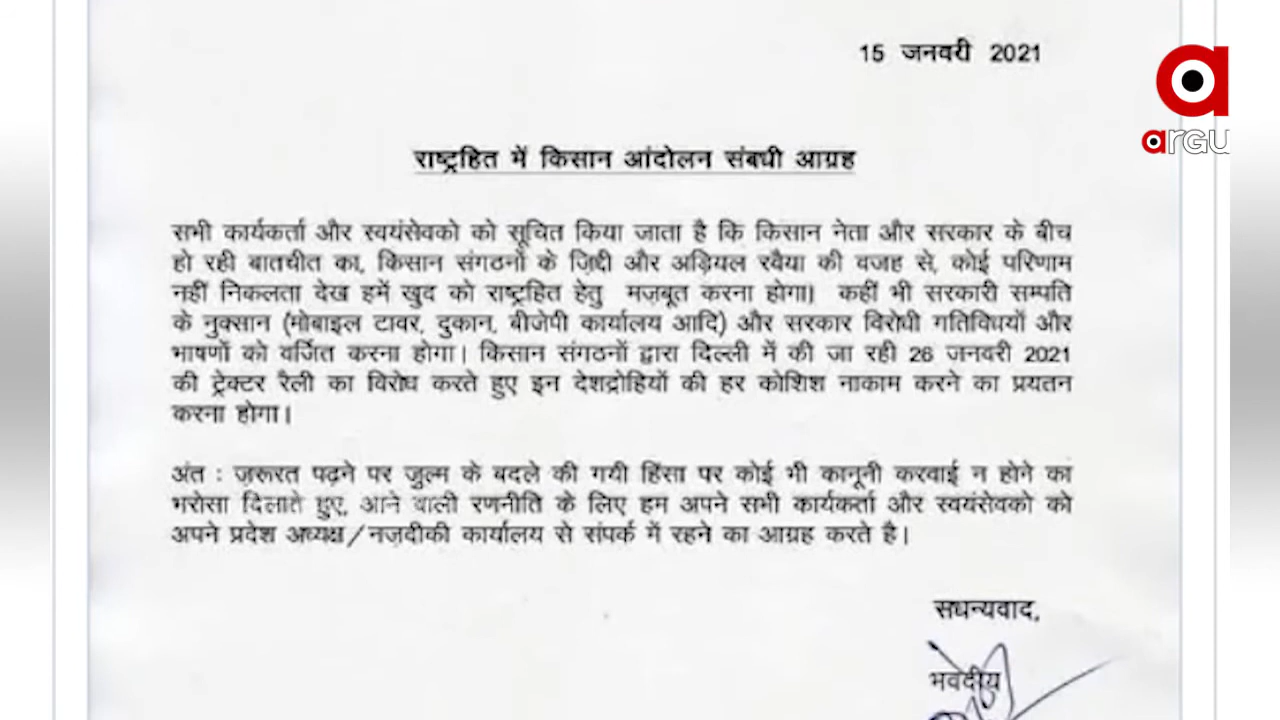 15 जनवरी 2021
a
arGU
राष्ट्रहित में किसान आंदोलन संबधी आग्रह
सभी कार्यकर्ता और स्वयंसेवको को सूचित किया जाता है कि किसान नेता और सरकार के बीच
हो रही बातचीत का, किसान संगठनों के ज़िद्दी और अड़ियल रवैया की वजह से, कोई परिणाम
नहीं निकलता देख हमें खुद को राष्ट्रहित हेतु मज़बूत करना होगा। कहीं भी सरकारी सम्पति
के नुक्सान (मोबाइल टावर, दुकान, बीजेपी कार्यालय आदि) और सरकार विरोधी गतिविधयों और
भाषणों को वर्जित करना होगा। किसान संगठनों द्वारा दिल्ली में की जा रही 26 जनवरी 2021
की ट्रेक्टर रैली का विरोध करते हुए इन देशद्रोहियों की हर कोशिश नाकाम करने का प्रयतन
करना होगा।
अंत : ज़रूरत पढ़ने पर जुल्म के बदले की गयी हिंसा पर कोई भी कानूनी करवाई न होने का
भरोसा दिलाते हुए, आने वाली रणनीति के लिए हम अपने सभी कार्यकर्ता और स्वयंसेवको को
अपने प्रदेश अध्यक्ष/नज़दीकी कार्यालय से संपर्क में रहने का आग्रह करते है।
सधन्यवाद,
भवदीय